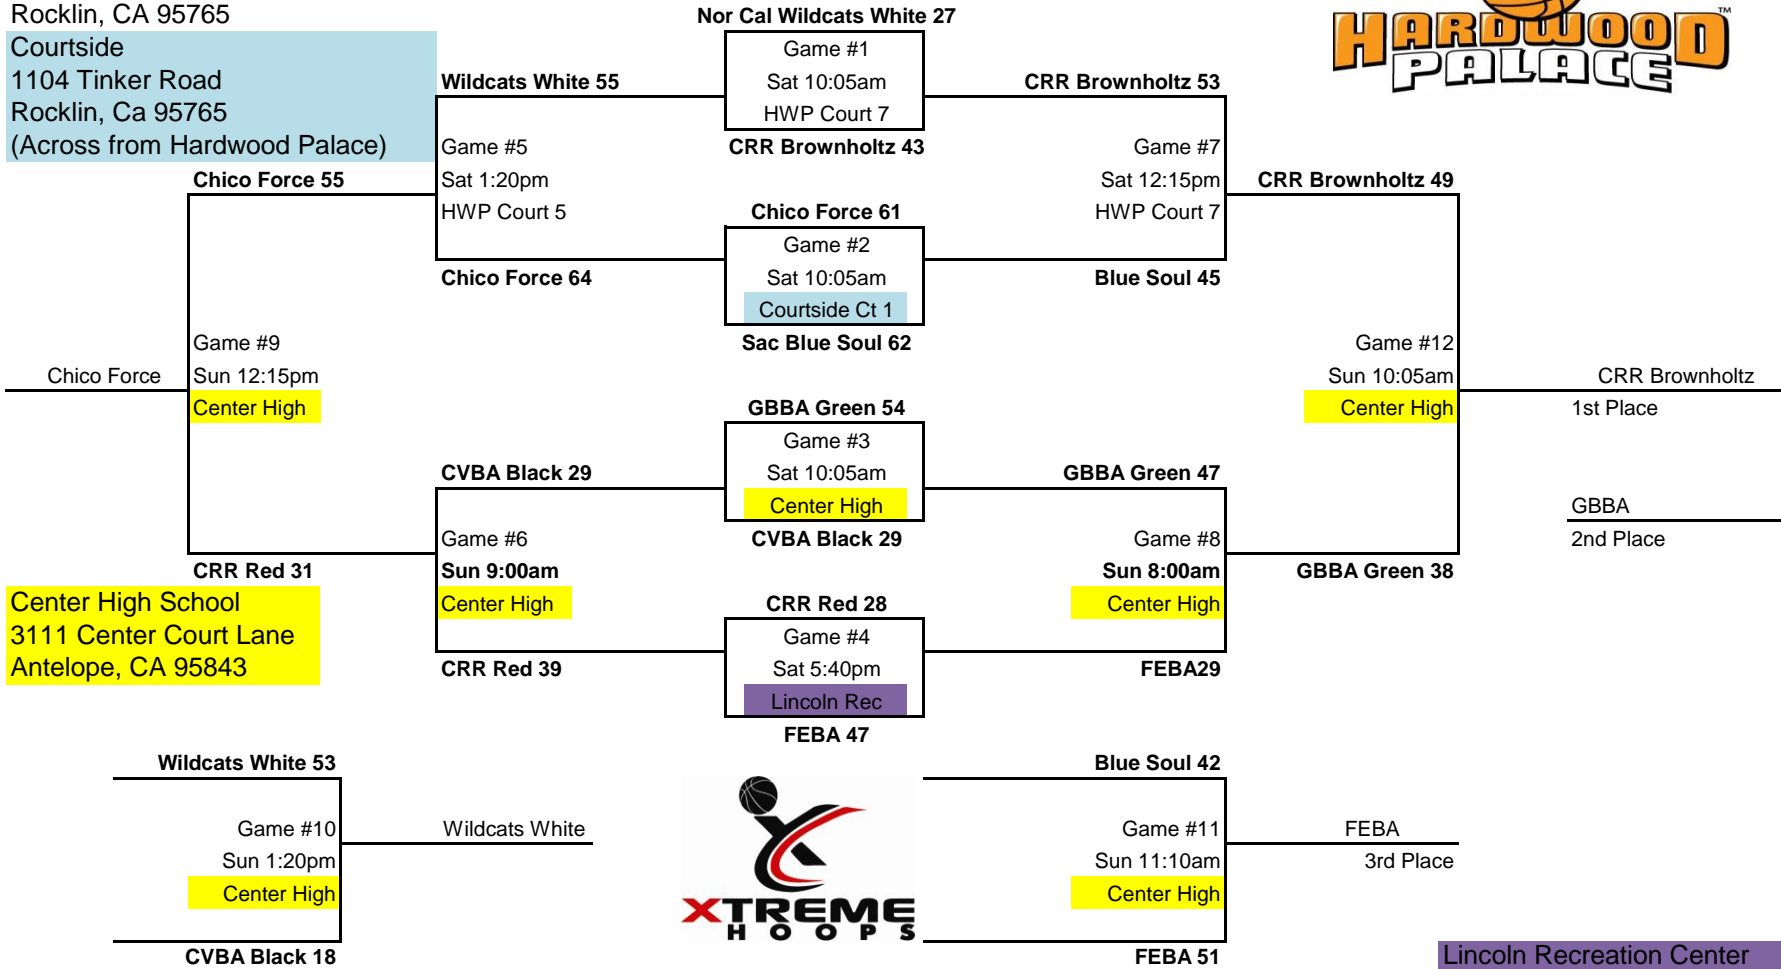 Rocklin, CA 95765
Courtside
1104 Tinker Road
Rocklin, Ca 95765
(Across from Hardwood Palace)
HARDWOOD
PALACE
TM
Nor Cal Wildcats White 27
Game #1
Sat 10:05am
HWP Court 7
CRR Brownholtz 43
Wildcats White 55
Game #5
Sat 1:20pm
HWP Court 5
Chico Force 64
CRR Brownholtz 53
Game #7
Sat 12:15pm
HWP Court 7
Blue Soul 45
Chico Force 55
Game #9
Sun 12:15pm
Center High
CRR Red 31
Chico Force
Chico Force 61
Game #2
Sat 10:05am
Courtside Ct 1
Sac Blue Soul 62
CRR Brownholtz 49
Game #12
Sun 10:05am
Center High
GBBA Green 38
CRR Brownholtz
1st Place
GBBA
2nd Place
GBBA Green 54
Game #3
Sat 10:05am
Center High
CVBA Black 29
CVBA Black 29
Game #6
Sun 9:00am
Center High
CRR Red 39
GBBA Green 47
Game #8
Sun 8:00am
Center High
FEBA29
CRR Red 28
Game #4
Sat 5:40pm
Lincoln Rec
FEBA 47
Center High School
3111 Center Court Lane
Antelope, CA 95843
Wildcats White 53
Game #10
Sun 1:20pm
Center High
CVBA Black 18
Wildcats White
XTREME
HOOPS
Blue Soul 42
Game #11
Sun 11:10am
Center High
FEBA 51
FEBA
3rd Place
Lincoln Recreation Center